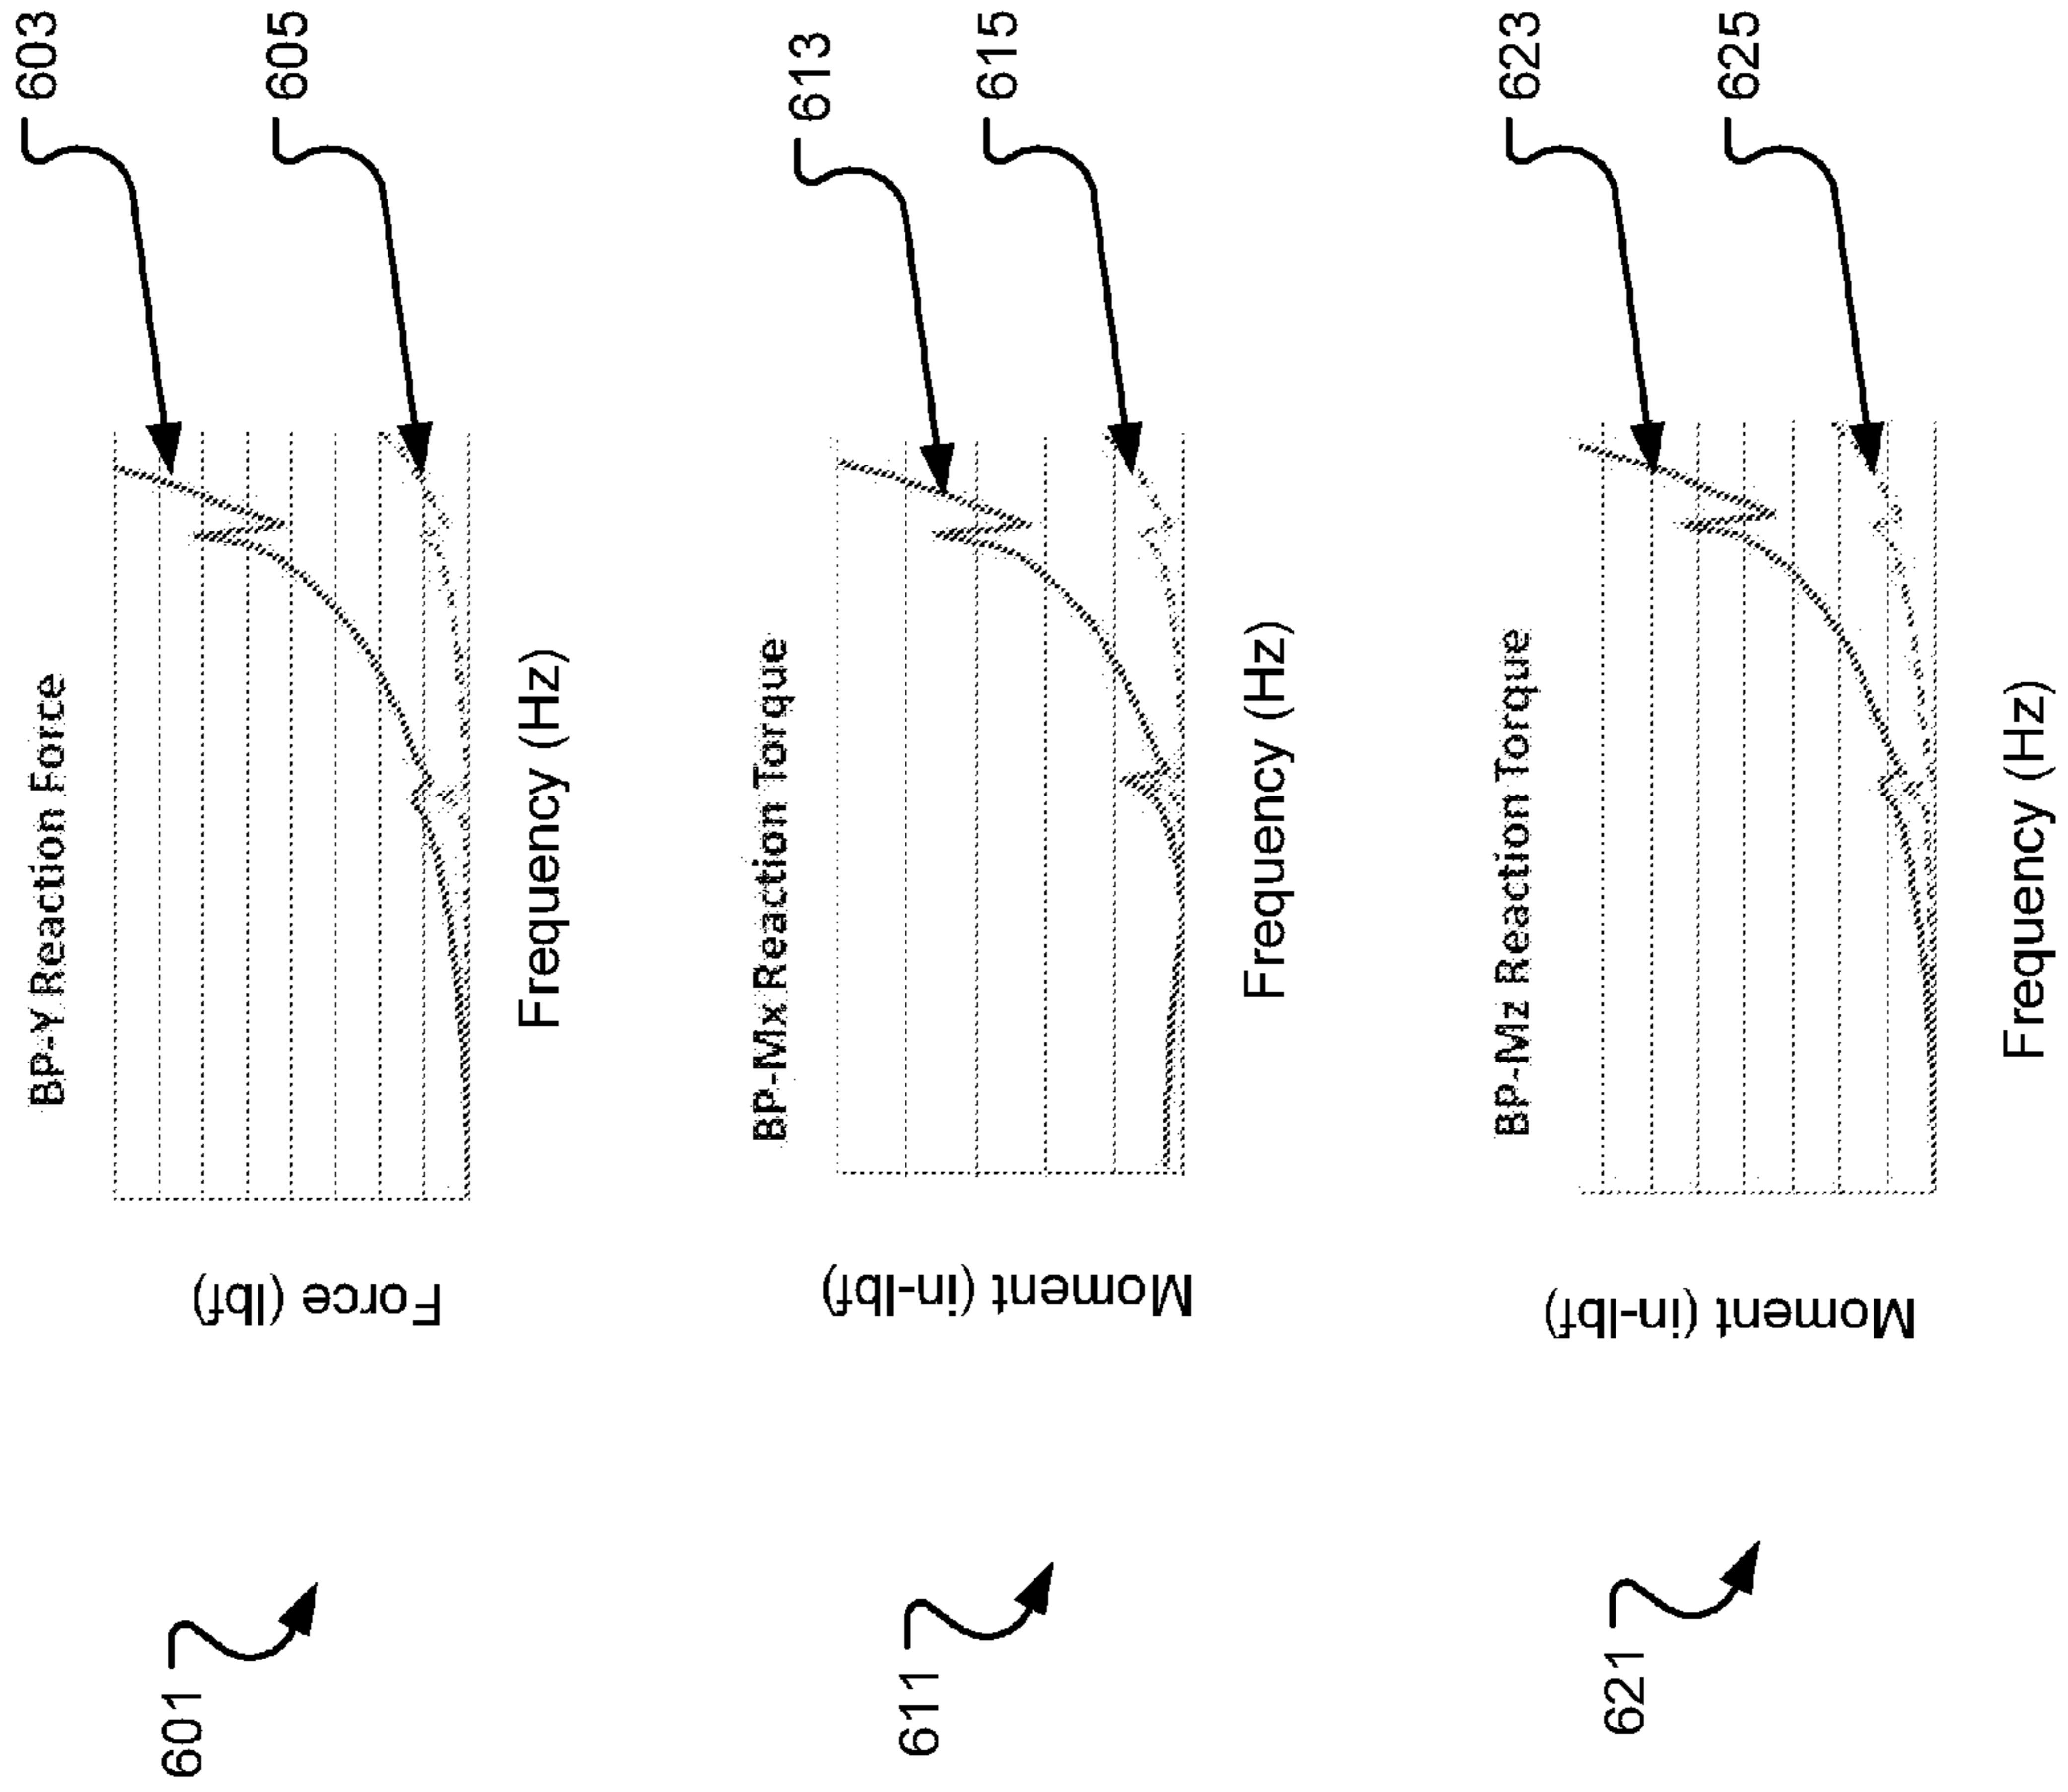 601
BP-Y Reaction Force
603
605
Force (lbf)
Frequency (Hz)
611
BP-Mx Reaction Torque
613
615
Moment (in-lbf)
Frequency (Hz)
621
BP-Mz Reaction Torque
623
625
Moment (in-lbf)
Frequency (Hz)